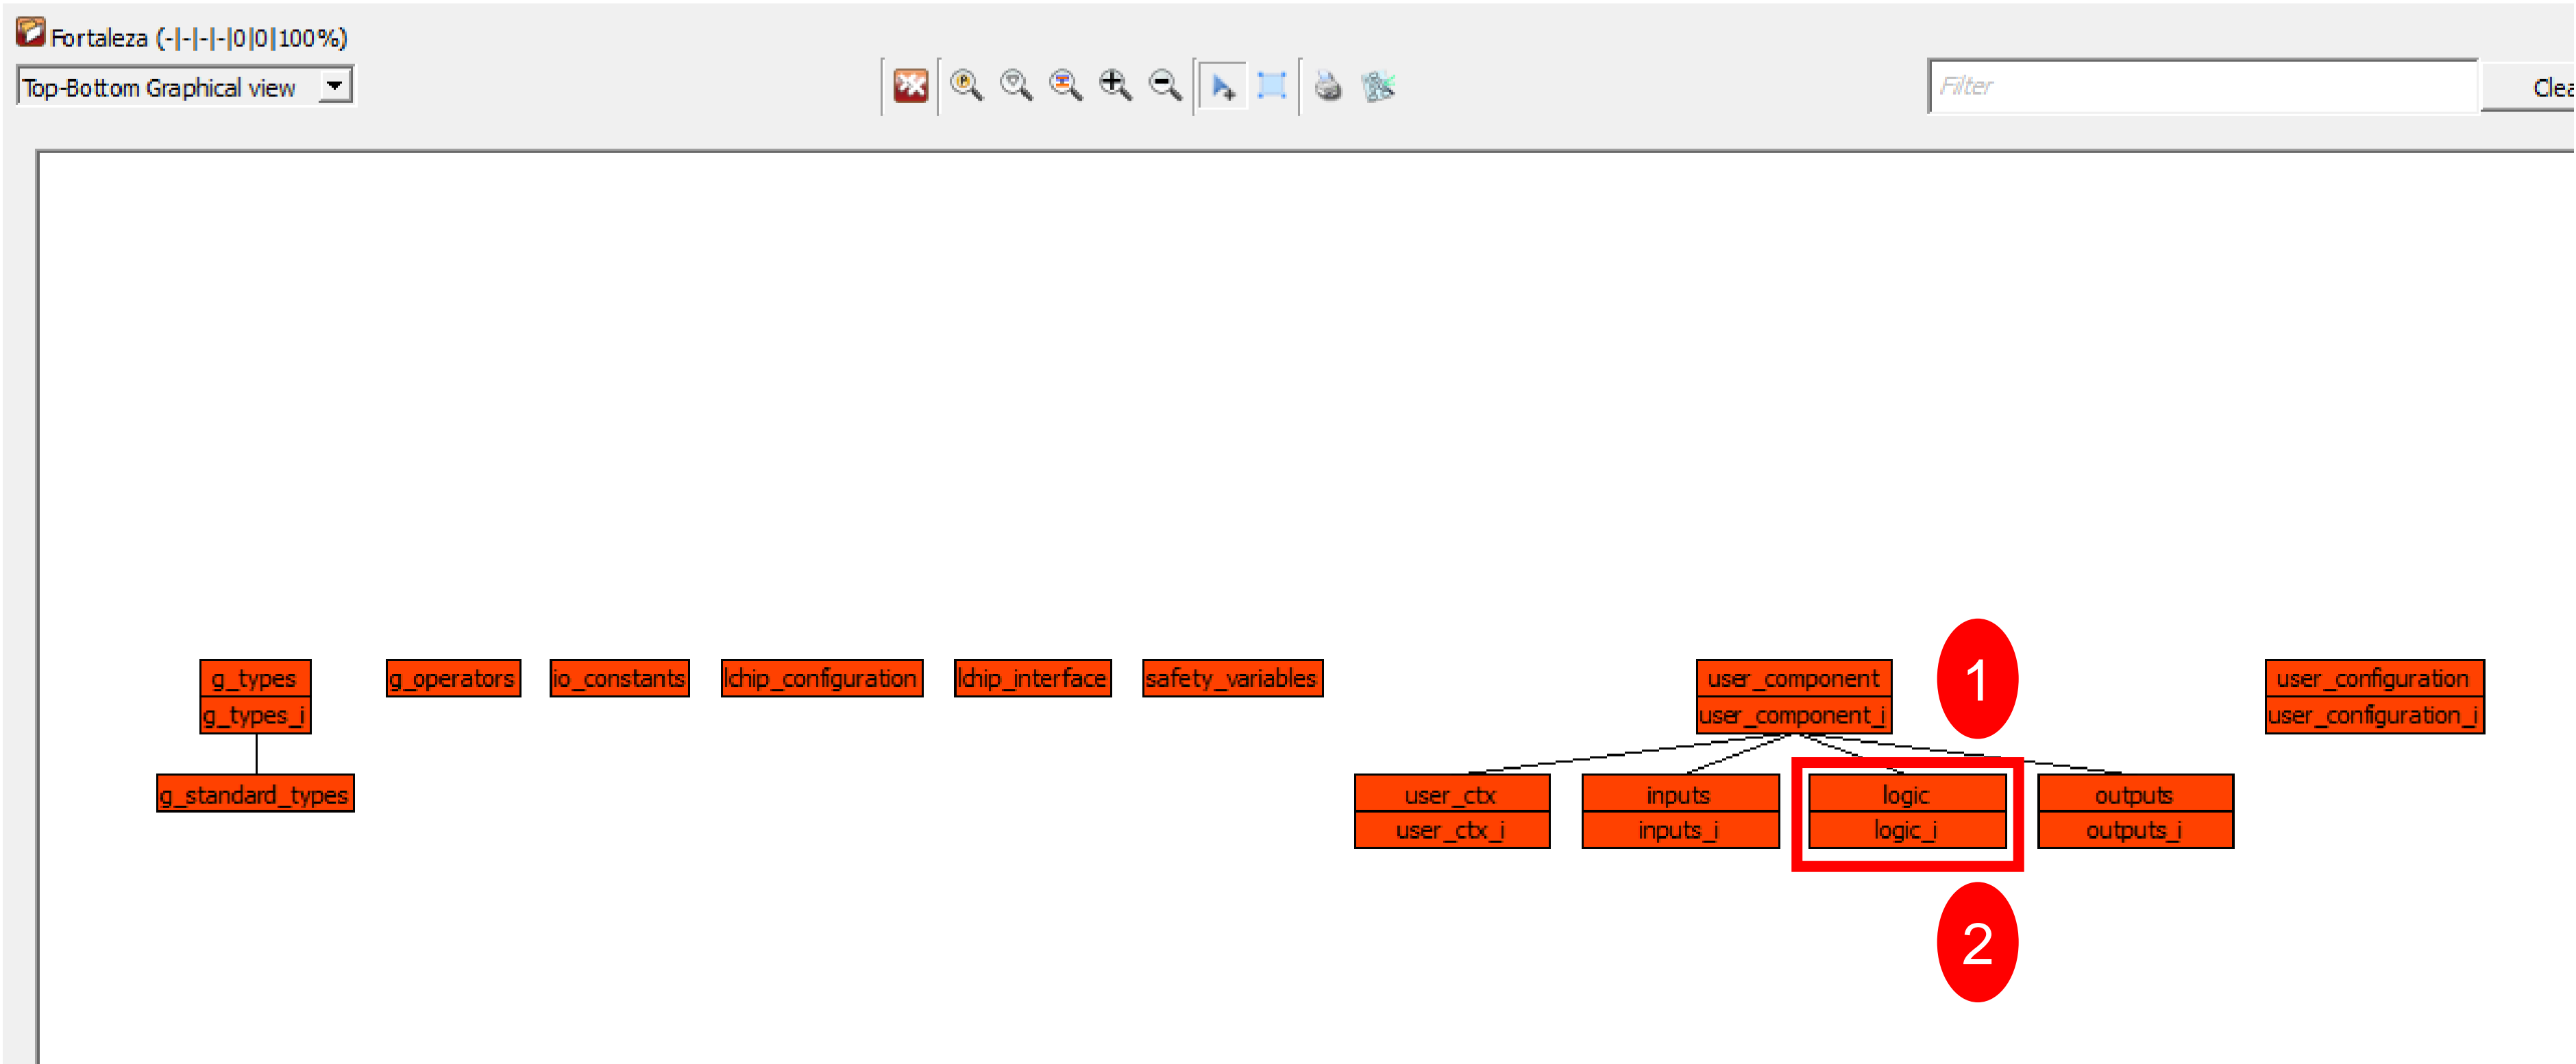 Fortaleza (-|-|-|-|0|0|100%)
Top-Bottom Graphical view
Filter
Clea
g_types
g_types_i
g_standard_types
g_operators
io_constants
lchip_configuration
lchip_interface
safety_variables
user_component
user_component_i
1
user_configuration
user_configuration_i
user_ctx
user_ctx_i
inputs
inputs_i
logic
logic_i
outputs
outputs_i
2